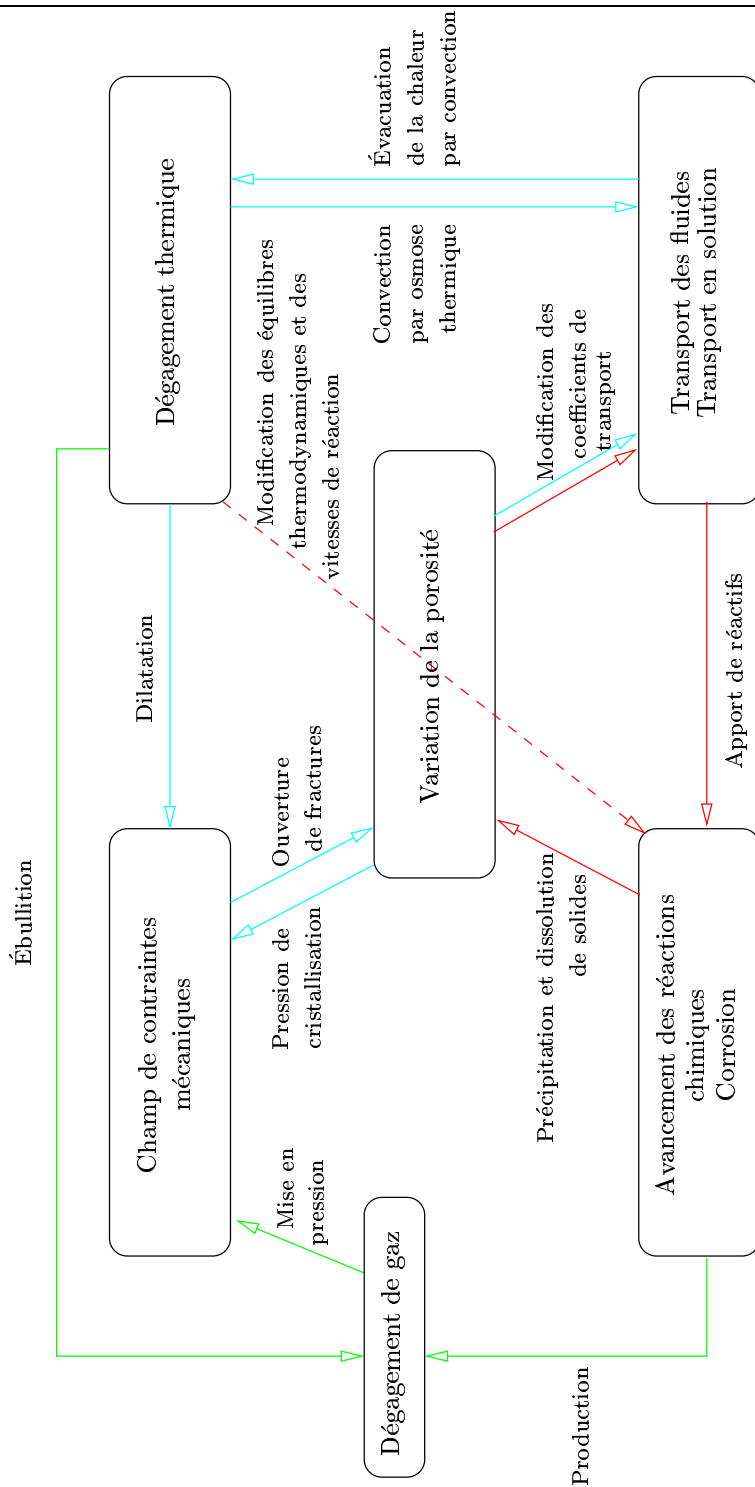 Ébullition
Dégagement de gaz
Mise en
pression
Production
Champ de contraintes
mécaniques
Dilatation
Dégagement thermique
Pression de
cristallisation
Ouverture
de fractures
Modification des équilibres
thermodynamiques et des
vitesses de réaction
Convection
par osmose
thermique
Évacuation
de la chaleur
par convection
Variation de la porosité
Précipitation et dissolution
de solides
Modification des
coefficients de
transport
Avancement des réactions
chimiques
Corrosion
Apport de réactifs
Transport des fluides
Transport en solution